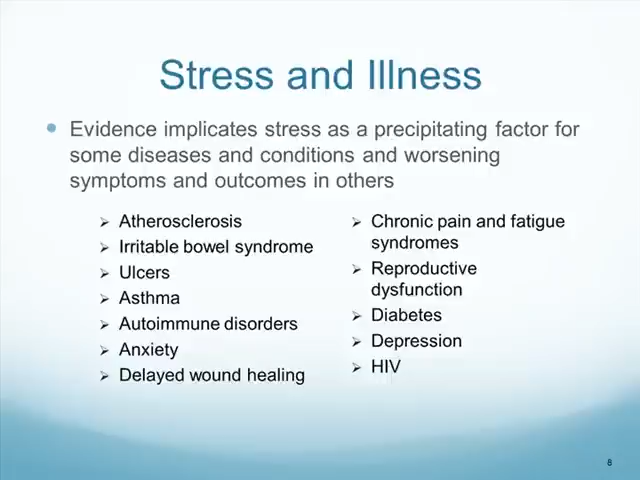 Stress and Illness
Evidence implicates stress as a precipitating factor for
some diseases and conditions and worsening
symptoms and outcomes in others
Atherosclerosis
Irritable bowel syndrome
Ulcers
Asthma
Autoimmune disorders
Anxiety
Delayed wound healing
Chronic pain and fatigue
syndromes
Reproductive
dysfunction
Diabetes
Depression
HIV
8